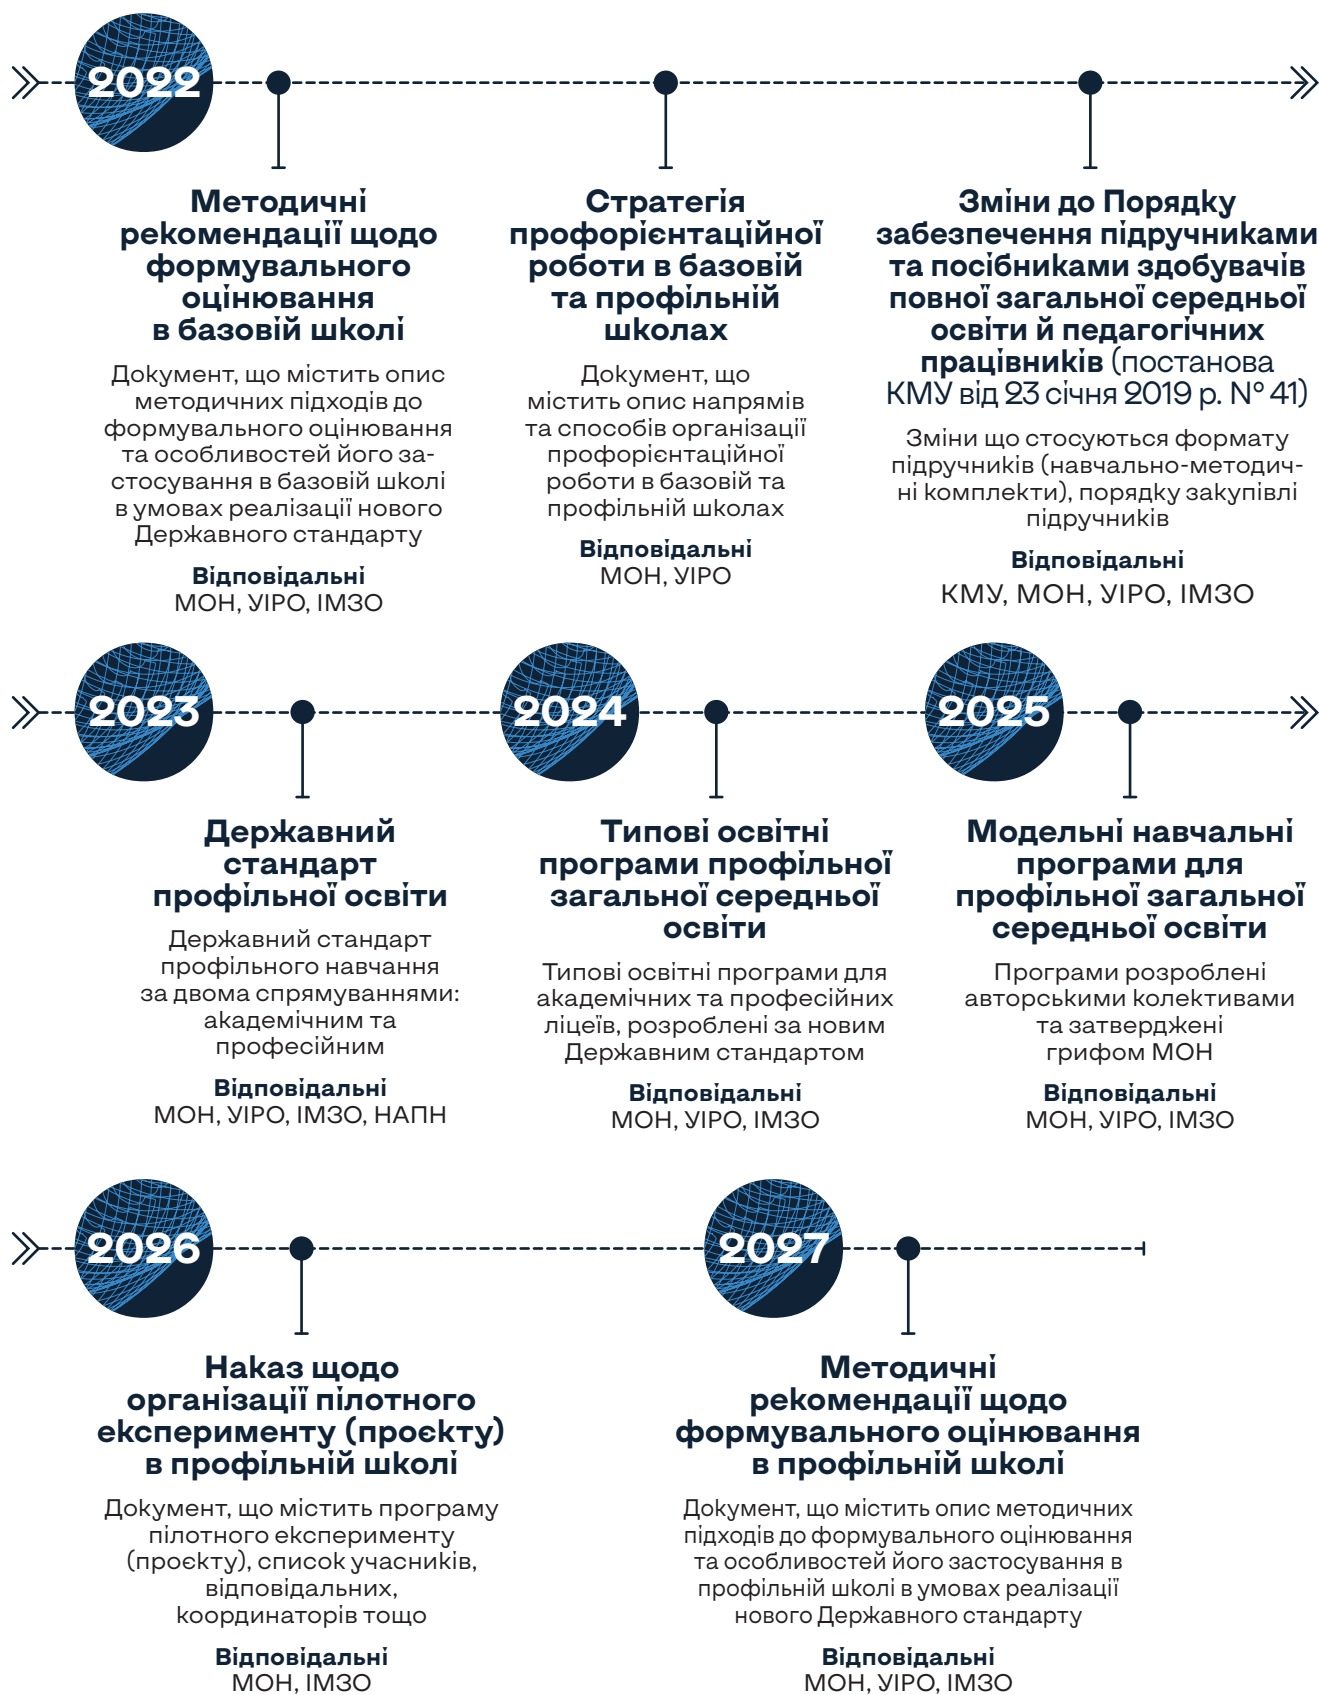 2022
Методичні
рекомендації щодо
формувального
оцінювання
в базовій школі
Документ, що містить опис
методичних підходів до
формувального оцінювання
та особливостей його за-
стосування в базовій школі
в умовах реалізації нового
Державного стандарту
Відповідальні
МОН, УІРО, ІМЗО
Стратегія
профорієнтаційної
роботи в базовій
та профільній
школах
Документ, що
містить опис напрямів
та способів організації
профорієнтаційної
роботи в базовій та
профільній школах
Відповідальні
МОН, УІРО
Зміни до Порядку
забезпечення підручниками
та посібниками здобувачів
повної загальної середньої
освіти й педагогічних
працівників (постанова
КМУ від 23 січня 2019 р. N° 41)
Зміни що стосуються формату
підручників (навчально-методич-
ні комплекти), порядку закупівлі
підручників
Відповідальні
КМУ, МОН, УІРО, ІМЗО
2023
Державний
стандарт
профільної освіти
Державний стандарт
профільного навчання
за двома спрямуваннями:
академічним та
професійним
Відповідальні
МОН, УІРО, ІМЗО, НАПН
2024
Типові освітні
програми профільної
загальної середньої
освіти
Типові освітні програми для
академічних та професійних
ліцеїв, розроблені за новим
Державним стандартом
Відповідальні
МОН, УІРО, ІМЗО
2025
Модельні навчальні
програми для
профільної загальної
середньої освіти
Програми розроблені
авторськими колективами
та затверджені
грифом МОН
Відповідальні
МОН, УІРО, ІМЗО
2026
Наказ щодо
організації пілотного
експерименту (проєкту)
в профільній школі
Документ, що містить програму
пілотного експерименту
(проєкту), список учасників,
відповідальних,
координаторів тощо
Відповідальні
МОН, ІМЗО
2027
Методичні
рекомендації щодо
формувального оцінювання
в профільній школі
Документ, що містить опис методичних
підходів до формувального оцінювання
та особливостей його застосування в
профільній школі в умовах реалізації
нового Державного стандарту
Відповідальні
МОН, УІРО, ІМЗО